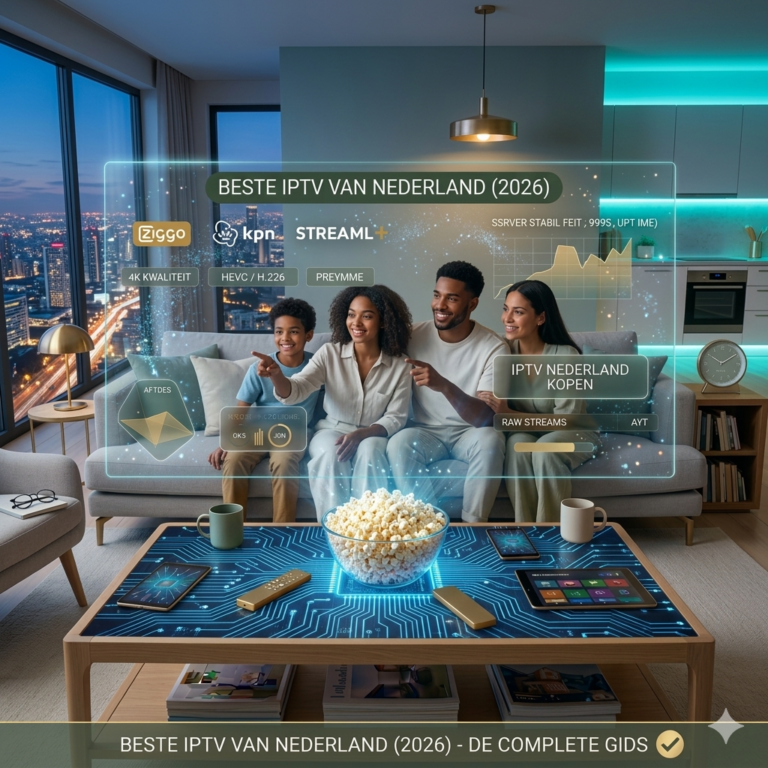 BESTE IPTV VAN NEDERLAND (2026)
Ziggo
kpn
STREAML+
SSRVER STABIL FEIT ; 999S, UPT IME)
4K KWALITEIT
HEVC / H.226
PREYMME
IPTV NEDERLAND
KOPEN
AFTDES
OKS
JON
RAW STREAMS
AYT
BESTE IPTV VAN NEDERLAND (2026) - DE COMPLETE GIDS